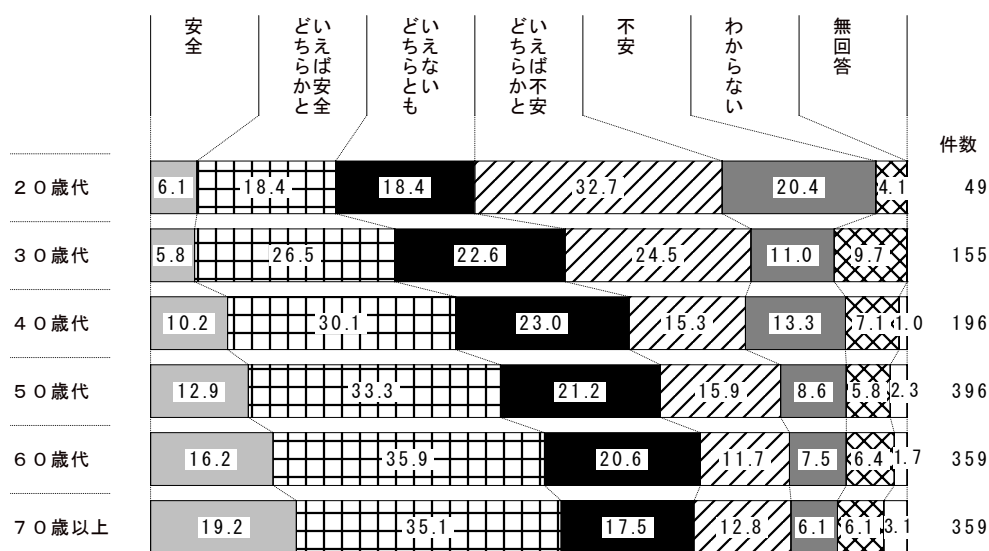 安全
どちらかと
いえば安全
どちらとも
いえない
どちらかと
いえば不安
不安
わからない
無回答
件数
２０歳代 6.1 18.4 18.4 32.7 20.4 4.1 49
３０歳代 5.8 26.5 22.6 24.5 11.0 9.7 155
４０歳代 10.2 30.1 23.0 15.3 13.3 7.1 1.0 196
５０歳代 12.9 33.3 21.2 15.9 8.6 5.8 2.3 396
６０歳代 16.2 35.9 20.6 11.7 7.5 6.4 1.7 359
７０歳以上 19.2 35.1 17.5 12.8 6.1 6.1 3.1 359